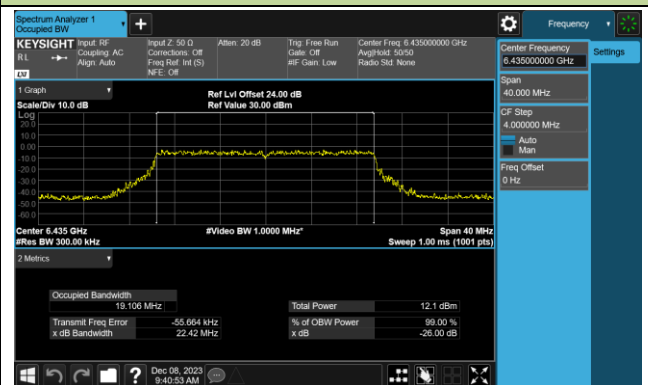 Spectrum Analyzer 1
Occupied BW
+
Frequency
KEYSIGHT
RL
LXI
Input: RF
Coupling: AC
Align: Auto
Input Z: 50 Ω
Corrections: Off
Freq Ref: Int (S)
NFE: Off
Atten: 20 dB
Trig: Free Run
Gate: Off
#IF Gain: Low
Center Freq: 6.435000000 GHz
Avg|Hold: 50/50
Radio Std: None
Center Frequency
6.435000000 GHz
Settings
Span
40.000 MHz
CF Step
4.000000 MHz
Auto
Man
Freq Offset
0 Hz
1 Graph
Scale/Div 10.0 dB
Ref Lvl Offset 24.00 dB
Ref Value 30.00 dBm
Log
20.0
10.0
0.00
-10.0
-20.0
-30.0
-40.0
-50.0
-60.0
Center 6.435 GHz
#Res BW 300.00 kHz
#Video BW 1.0000 MHz*
Span 40 MHz
Sweep 1.00 ms (1001 pts)
2 Metrics
Occupied Bandwidth
19.106 MHz
Total Power 12.1 dBm
Transmit Freq Error -55.664 kHz
% of OBW Power 99.00 %
x dB Bandwidth 22.42 MHz
x dB -26.00 dB
?
Dec 08, 2023
9:40:53 AM